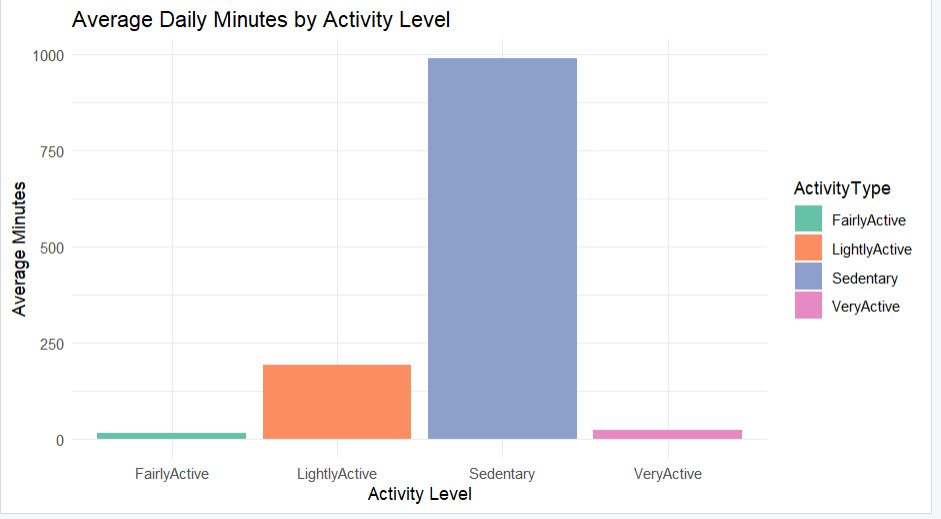 Average Daily Minutes by Activity Level
Average Minutes
1000
750
500
250
0
FairlyActive
LightlyActive
Sedentary
VeryActive
Activity Level
ActivityType
FairlyActive
LightlyActive
Sedentary
VeryActive